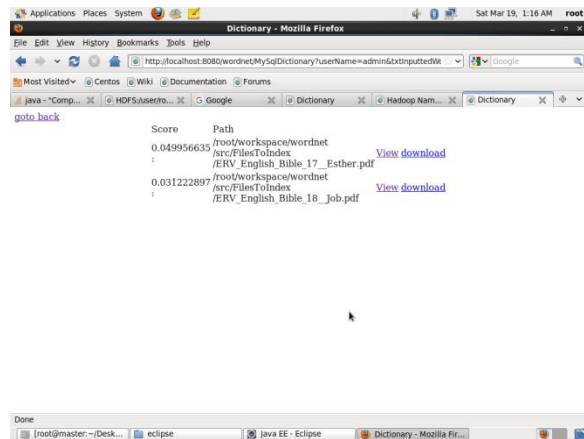 Applications Places System Sat Mar 19, 1:16 AM root
Dictionary - Mozilla Firefox
File Edit View History Bookmarks Tools Help
http://localhost:8080/wordnet/MySqlDictionary?userName=admin&txtInputtedWc Google
Most Visited Centos Wiki Documentation Forums
java - "Comp... HDFS:/user/ro... Google Dictionary Hadoop Nam... Dictionary
goto back
Score Path
0.049956635 /root/workspace/wordnet
: /src/FilesToIndex View download
/ERV_English_Bible_17__Esther.pdf
0.031222897 /root/workspace/wordnet
: /src/FilesToIndex View download
/ERV_English_Bible_18__Job.pdf
Done
[root@master:~/Desk... eclipse Java EE - Eclipse Dictionary - Mozilla Fir...